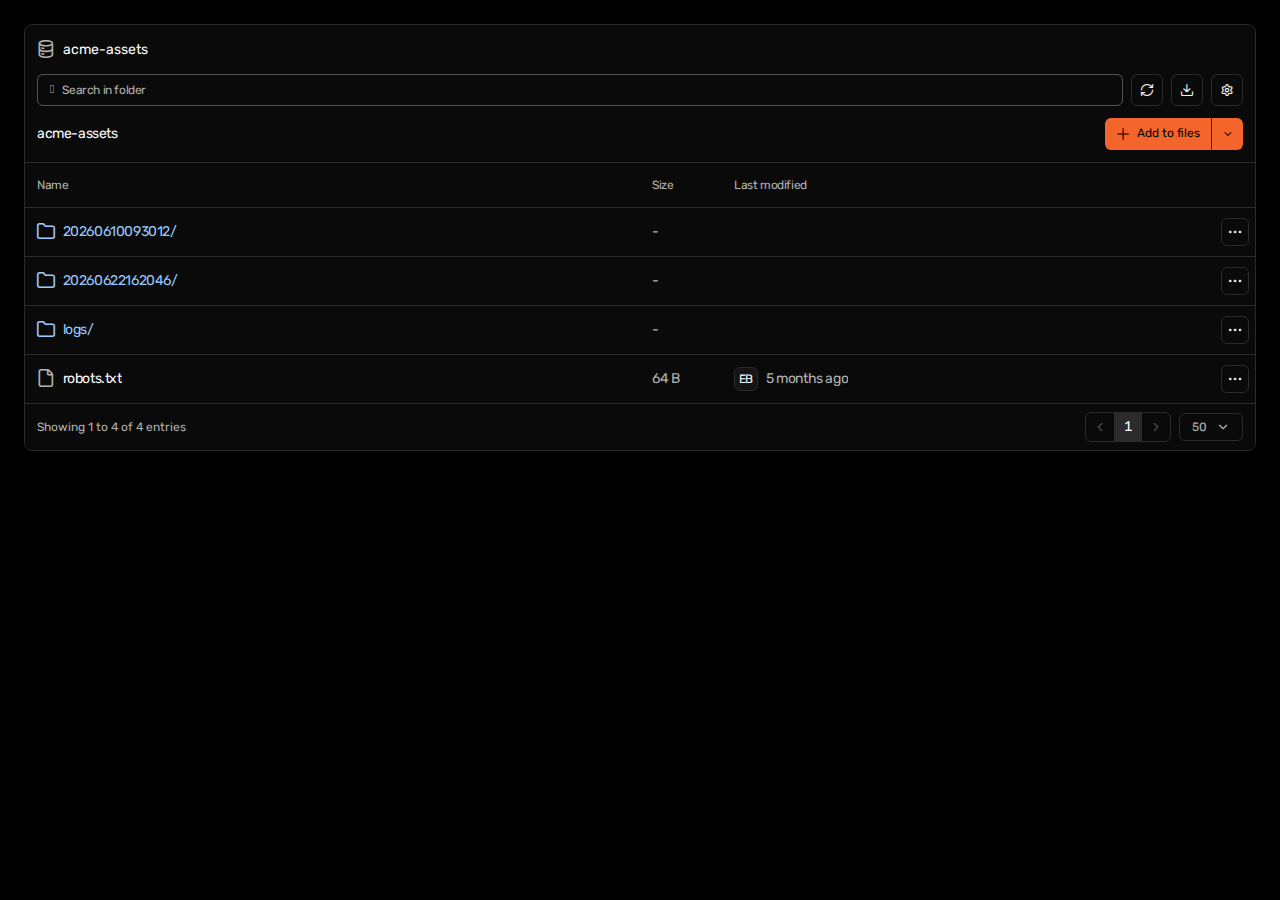 acme-assets
Search in folder
acme-assets
Add to files
Name Size Last modified
20260610093012/ -
20260622162046/ -
logs/ -
robots.txt 64 B EB 5 months ago
Showing 1 to 4 of 4 entries 1 50